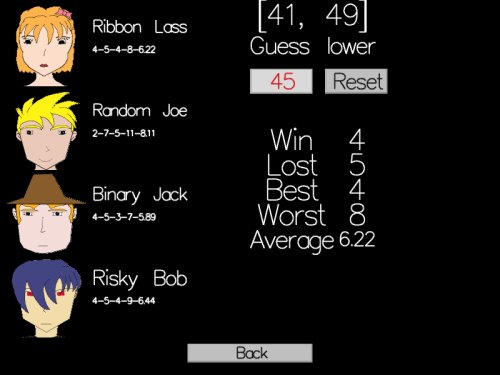 Ribbon Lass
4-5-4-8-6.22
Random Joe
2-7-5-11-8.11
Binary Jack
4-5-3-7-5.89
Risky Bob
4-5-4-9-6.44
[41, 49]
Guess lower
45 Reset
Win 4
Lost 5
Best 4
Worst 8
Average 6.22
Back